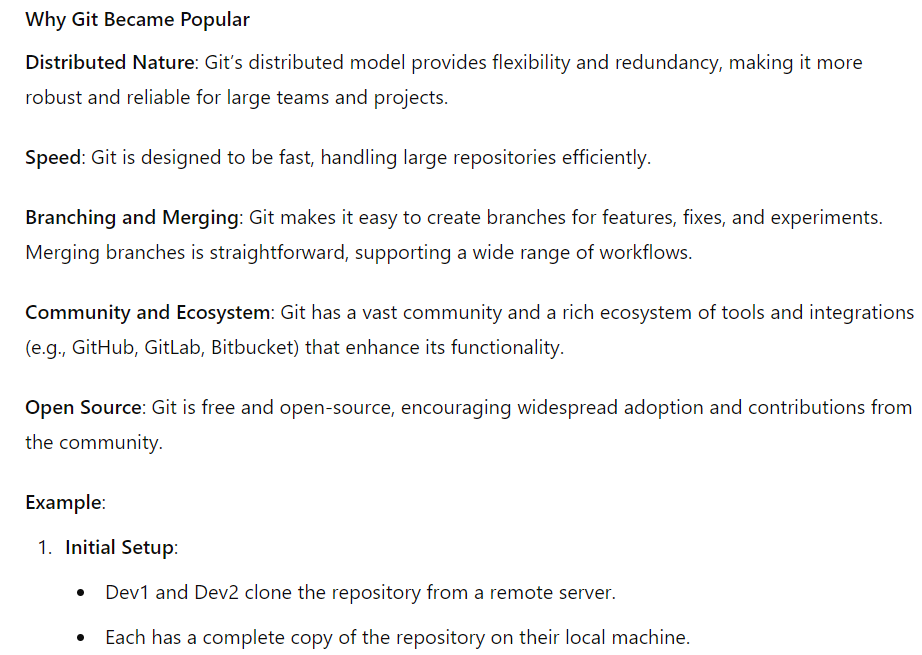 Why Git Became Popular
Distributed Nature: Git’s distributed model provides flexibility and redundancy, making it more
robust and reliable for large teams and projects.
Speed: Git is designed to be fast, handling large repositories efficiently.
Branching and Merging: Git makes it easy to create branches for features, fixes, and experiments.
Merging branches is straightforward, supporting a wide range of workflows.
Community and Ecosystem: Git has a vast community and a rich ecosystem of tools and integrations
(e.g., GitHub, GitLab, Bitbucket) that enhance its functionality.
Open Source: Git is free and open-source, encouraging widespread adoption and contributions from
the community.
Example:
1. Initial Setup:
• Dev1 and Dev2 clone the repository from a remote server.
• Each has a complete copy of the repository on their local machine.